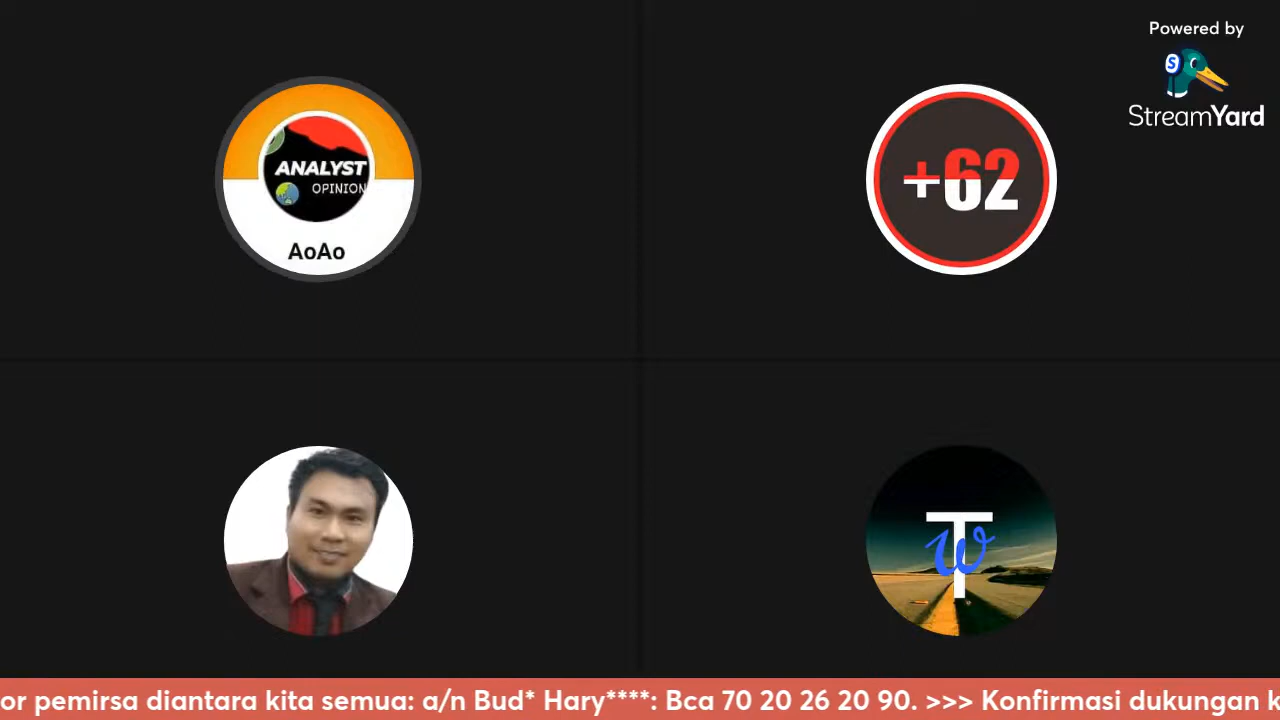 Powered by
StreamYard
ANALYST
OPINION
AoAo
+62
T
w
or pemirsa diantara kita semua: a/n Bud* Hary****: Bca 70 20 26 20 90. >>> Konfirmasi dukungan k